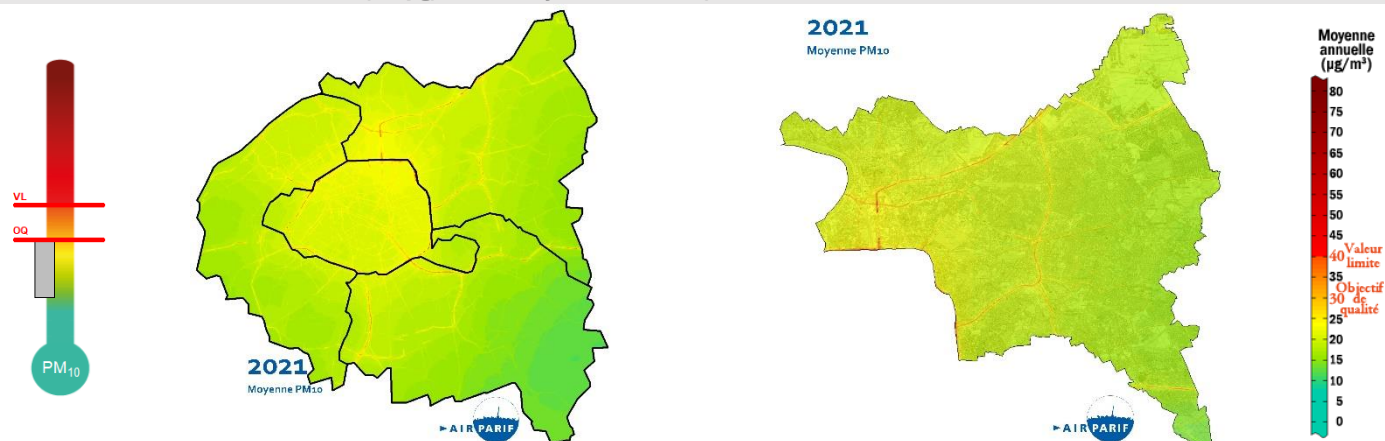 VL
OQ
PM10
2021
Moyenne PM10
AIRPARIF
2021
Moyenne PM10
AIRPARIF
Moyenne
annuelle
(µg/m³)
80
75
70
65
60
55
50
45
40 Valeur
limite
35
Objectif
30 de
qualité
25
20
15
10
5
0